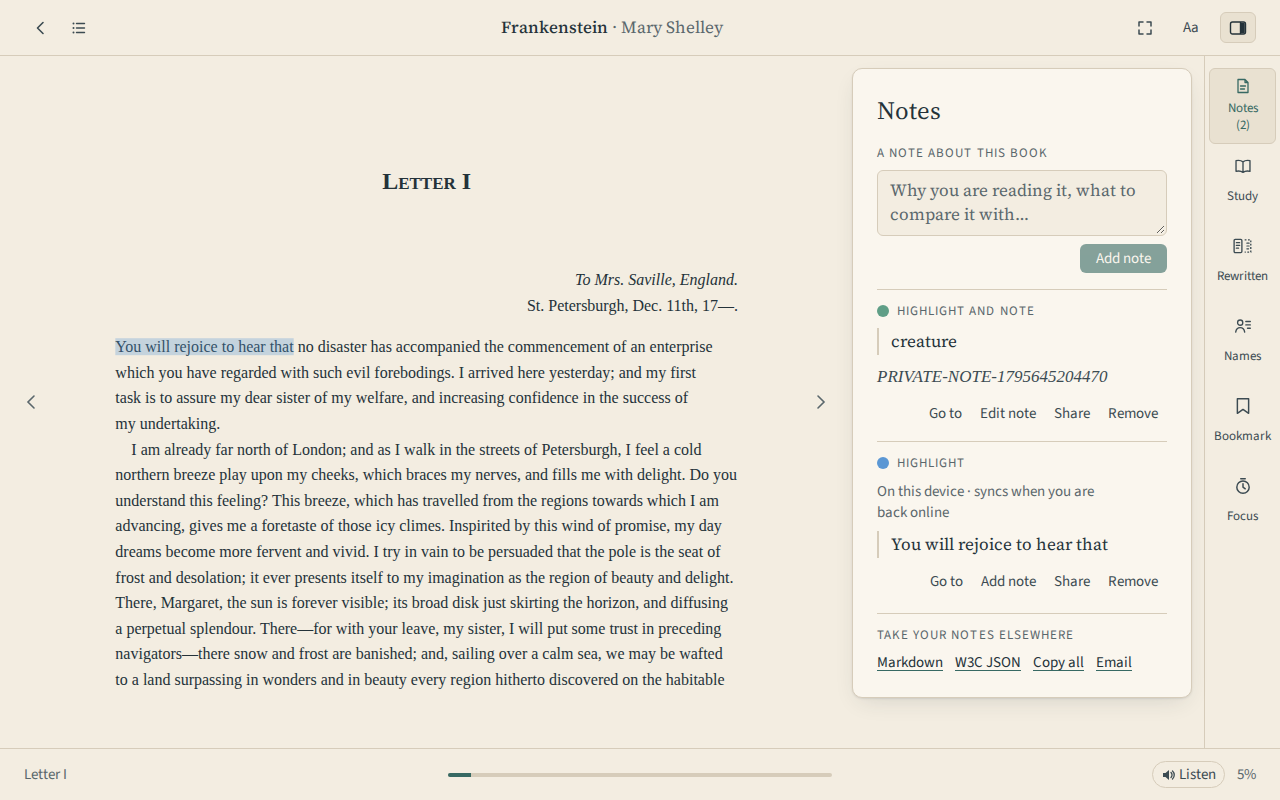 Frankenstein · Mary Shelley
Aa
LETTER I
To Mrs. Saville, England.
St. Petersburgh, Dec. 11th, 17—.
You will rejoice to hear that no disaster has accompanied the commencement of an enterprise
which you have regarded with such evil forebodings. I arrived here yesterday; and my first
task is to assure my dear sister of my welfare, and increasing confidence in the success of
my undertaking.
I am already far north of London; and as I walk in the streets of Petersburgh, I feel a cold
northern breeze play upon my cheeks, which braces my nerves, and fills me with delight. Do you
understand this feeling? This breeze, which has travelled from the regions towards which I am
advancing, gives me a foretaste of those icy climes. Inspirited by this wind of promise, my day
dreams become more fervent and vivid. I try in vain to be persuaded that the pole is the seat of
frost and desolation; it ever presents itself to my imagination as the region of beauty and delight.
There, Margaret, the sun is forever visible; its broad disk just skirting the horizon, and diffusing
a perpetual splendour. There—for with your leave, my sister, I will put some trust in preceding
navigators—there snow and frost are banished; and, sailing over a calm sea, we may be wafted
to a land surpassing in wonders and in beauty every region hitherto discovered on the habitable
Notes
A NOTE ABOUT THIS BOOK
Why you are reading it, what to
compare it with...
Add note
HIGHLIGHT AND NOTE
creature
PRIVATE-NOTE-1795645204470
Go to Edit note Share Remove
HIGHLIGHT
On this device · syncs when you are
back online
You will rejoice to hear that
Go to Add note Share Remove
TAKE YOUR NOTES ELSEWHERE
Markdown W3C JSON Copy all Email
Notes
(2)
Study
Rewritten
Names
Bookmark
Focus
Letter I
Listen
5%